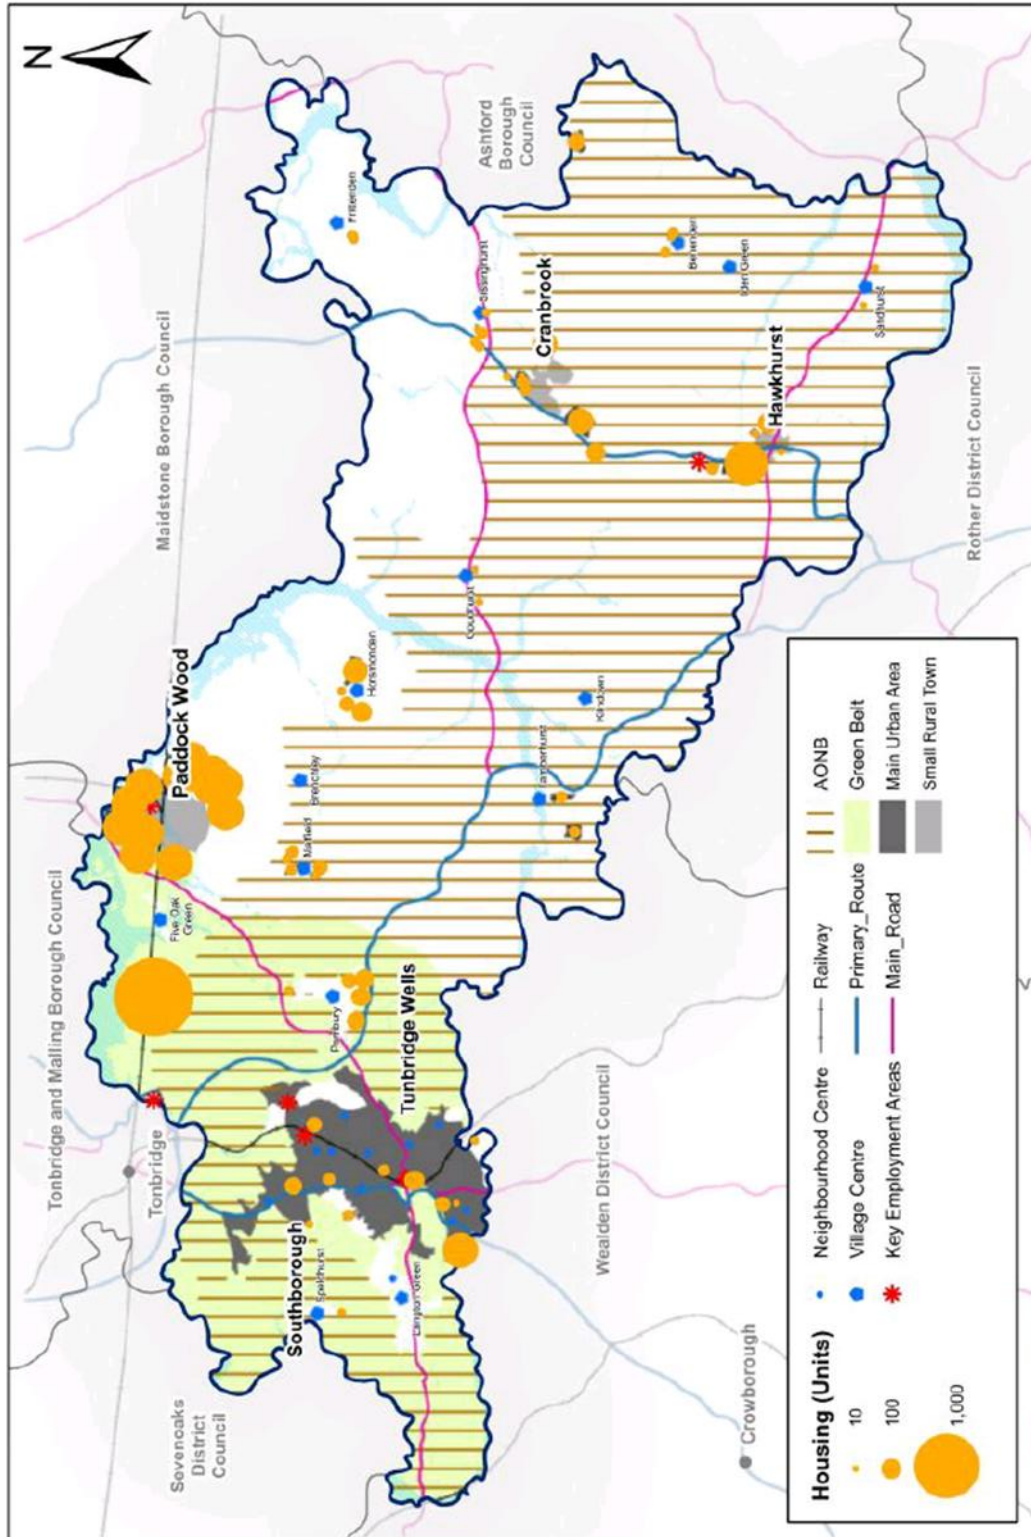 N
Maidstone Borough Council
Ashford
Borough
Council
Tonbridge and Malling Borough Council
Sevenoaks
District
Council
Wealden District Council
Rother District Council
Tonbridge
Crowborough
Paddock Wood
Tunbridge Wells
Southborough
Cranbrook
Hawkhurst
Frittenden
Sissinghurst
Benenden
Iden Green
Sandhurst
Goudhurst
Horsmonden
Kilndown
Lamberhurst
Brenchley
Matfield
Five Oak
Green
Pembury
Speldhurst
Langton Green
Housing (Units)
10
100
1,000
Neighbourhood Centre
Village Centre
Key Employment Areas
Railway
Primary_Route
Main_Road
AONB
Green Belt
Main Urban Area
Small Rural Town